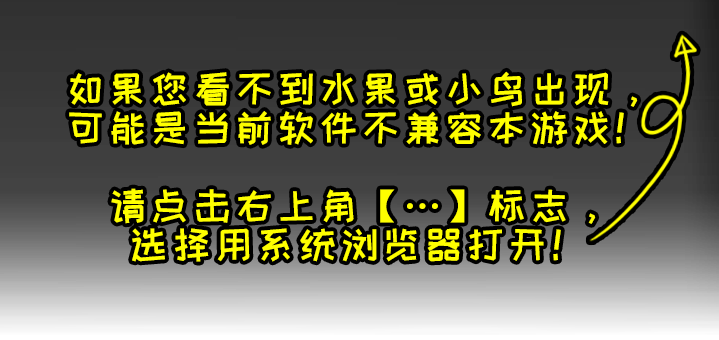 如果您看不到水果或小鸟出现，
可能是当前软件不兼容本游戏！
请点击右上角【…】标志，
选择用系统浏览器打开！